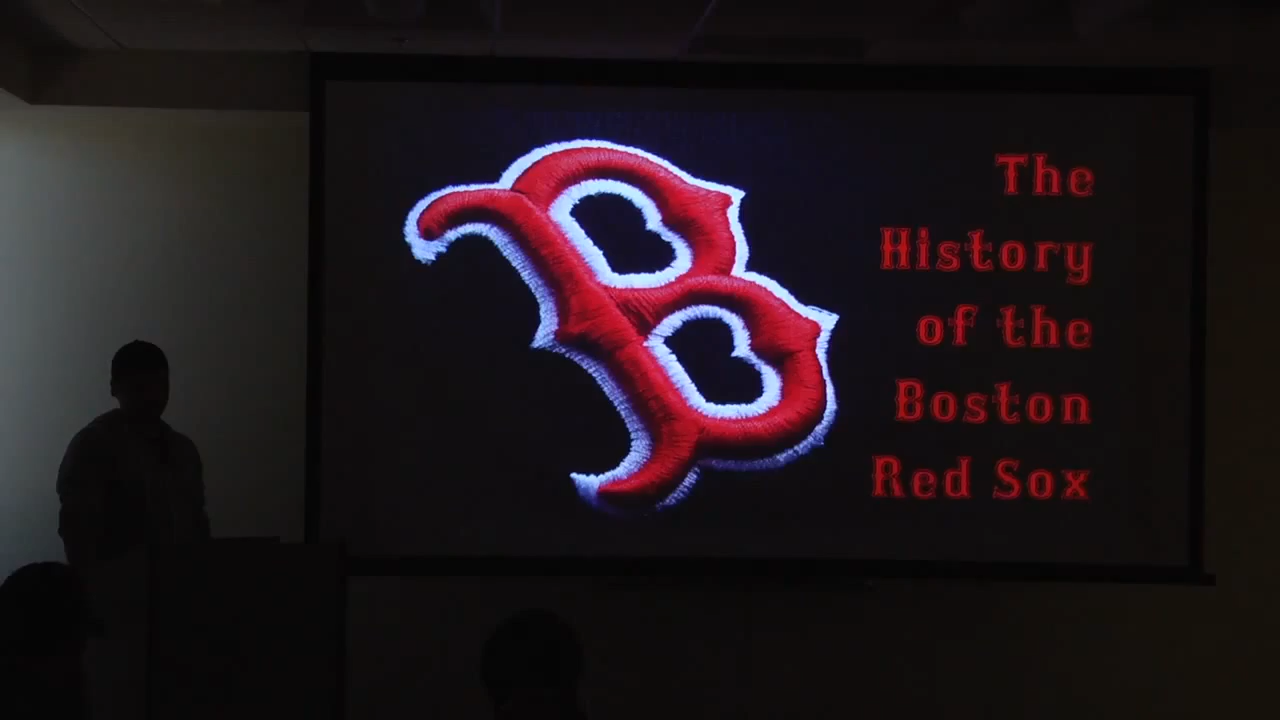 B
The
History
of the
Boston
Red Sox